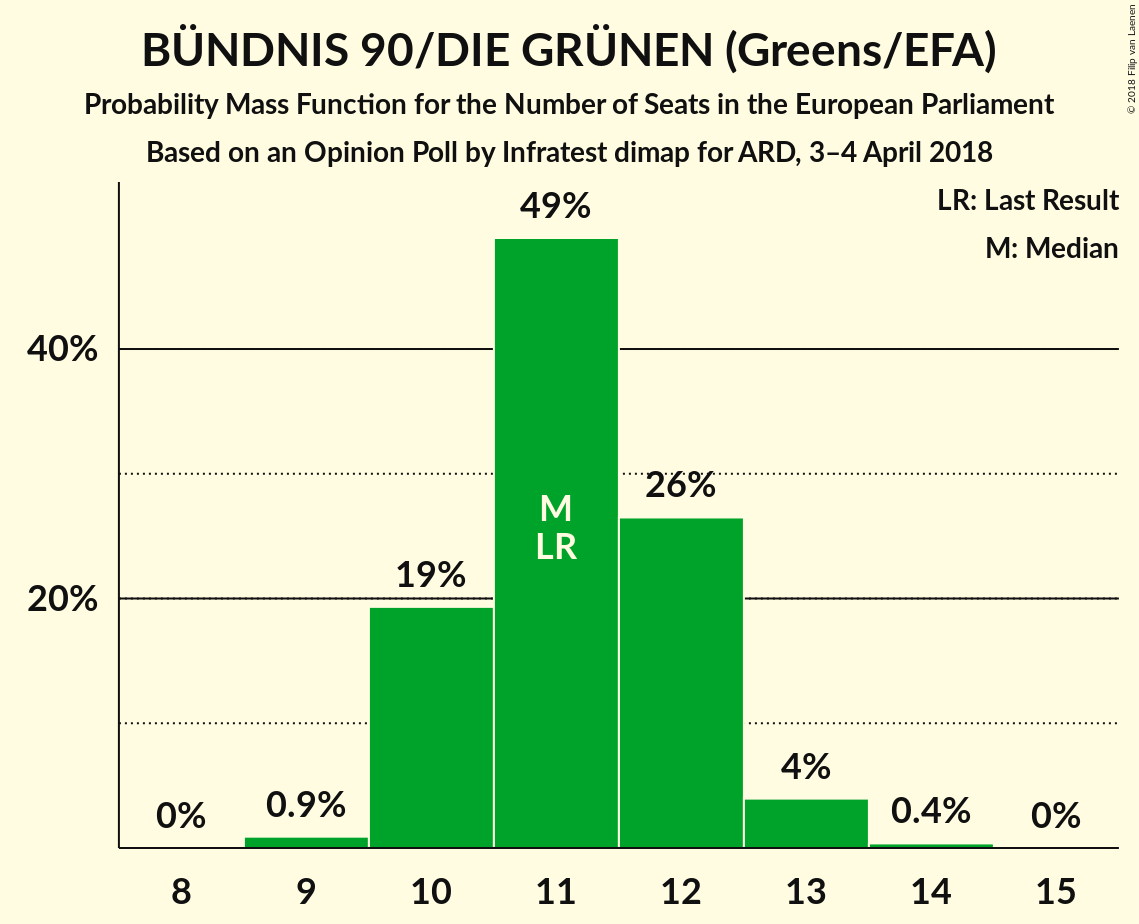 BÜNDNIS 90/DIE GRÜNEN (Greens/EFA)
Probability Mass Function for the Number of Seats in the European Parliament
Based on an Opinion Poll by Infratest dimap for ARD, 3–4 April 2018
© 2018 Filip van Laenen
LR: Last Result
M: Median
49%
40%
26%
M
LR
19%
20%
4%
0.9%
0.4%
0%
0%
8 9 10 11 12 13 14 15